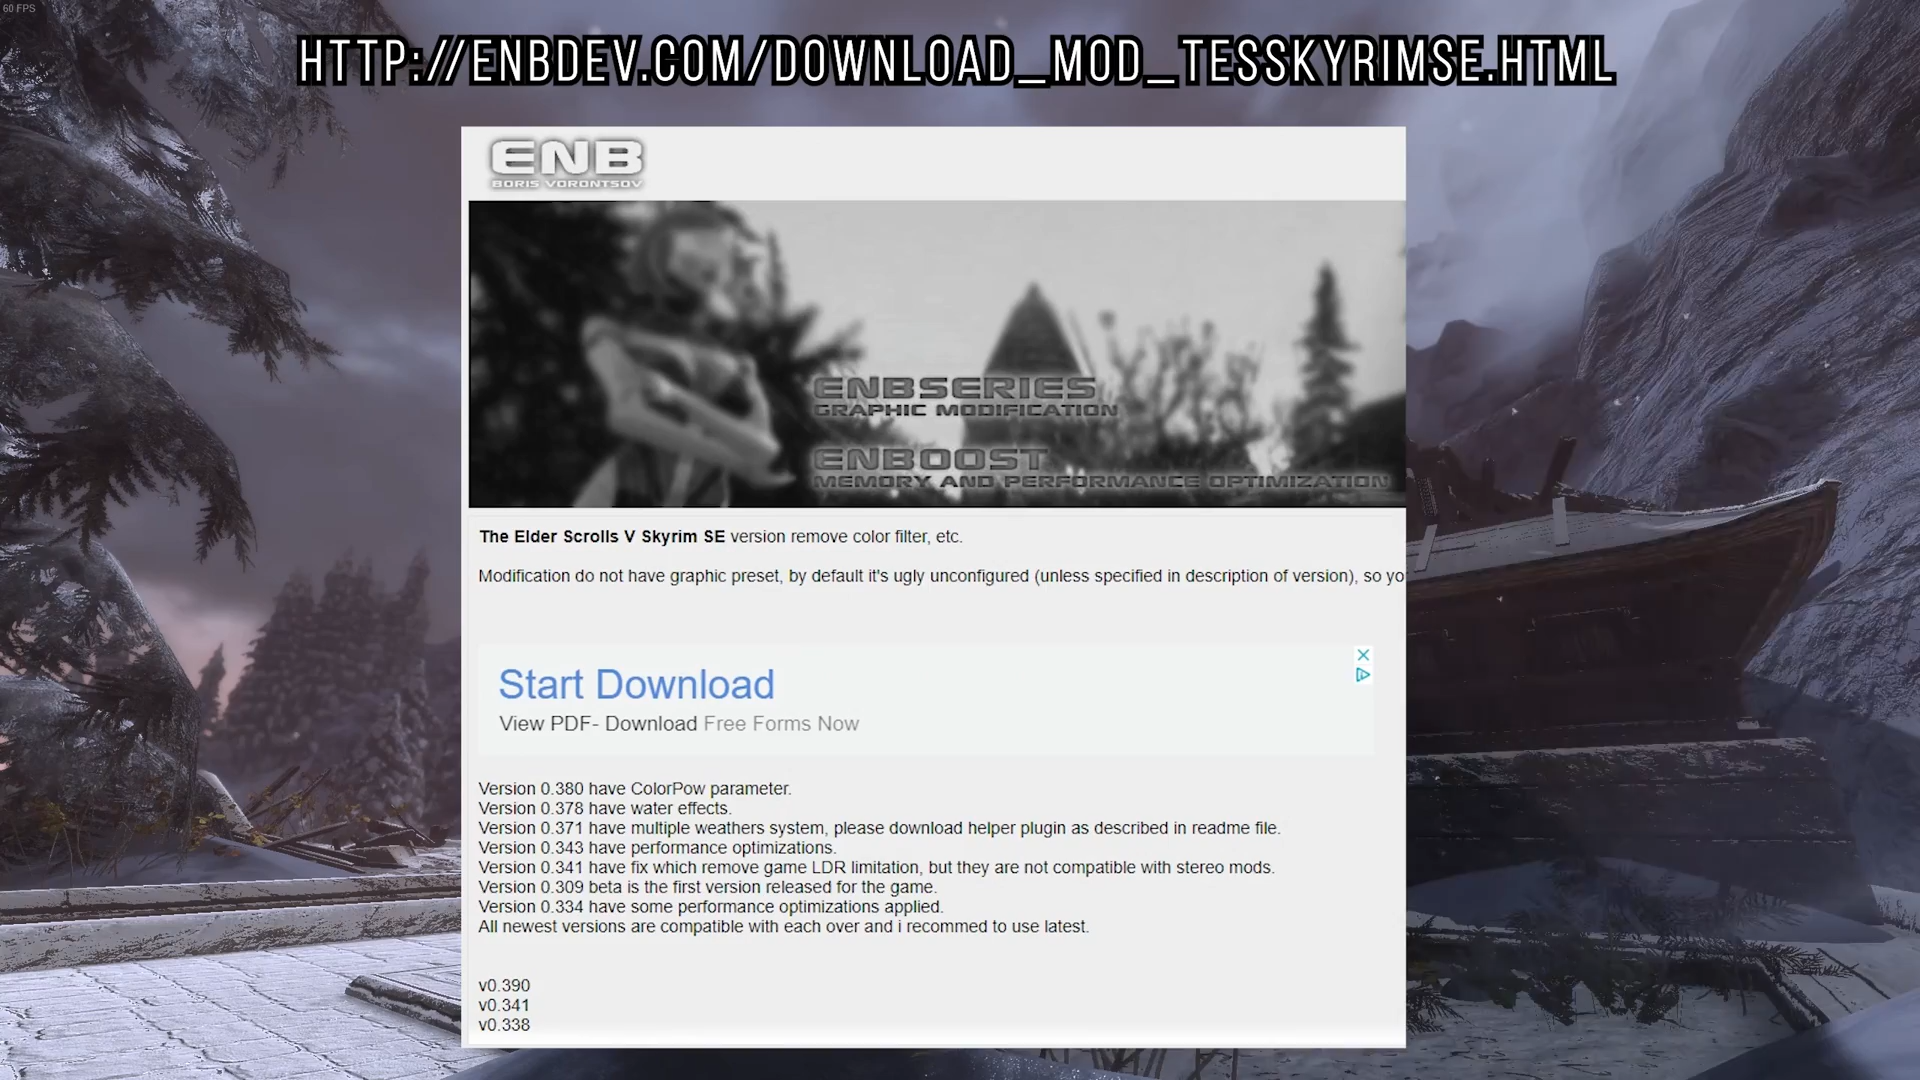 60 FPS
HTTP://ENBDEV.COM/DOWNLOAD_MOD_TESSKYRIMSE.HTML
ENB
BORIS VORONTSOV
ENBSERIES
GRAPHIC MODIFICATION
ENBOOST
MEMORY AND PERFORMANCE OPTIMIZATION
The Elder Scrolls V Skyrim SE version remove color filter, etc.
Modification do not have graphic preset, by default it's ugly unconfigured (unless specified in description of version), so yo
Start Download
View PDF- Download Free Forms Now
Version 0.380 have ColorPow parameter.
Version 0.378 have water effects.
Version 0.371 have multiple weathers system, please download helper plugin as described in readme file.
Version 0.343 have performance optimizations.
Version 0.341 have fix which remove game LDR limitation, but they are not compatible with stereo mods.
Version 0.309 beta is the first version released for the game.
Version 0.334 have some performance optimizations applied.
All newest versions are compatible with each over and i recommed to use latest.
v0.390
v0.341
v0.338